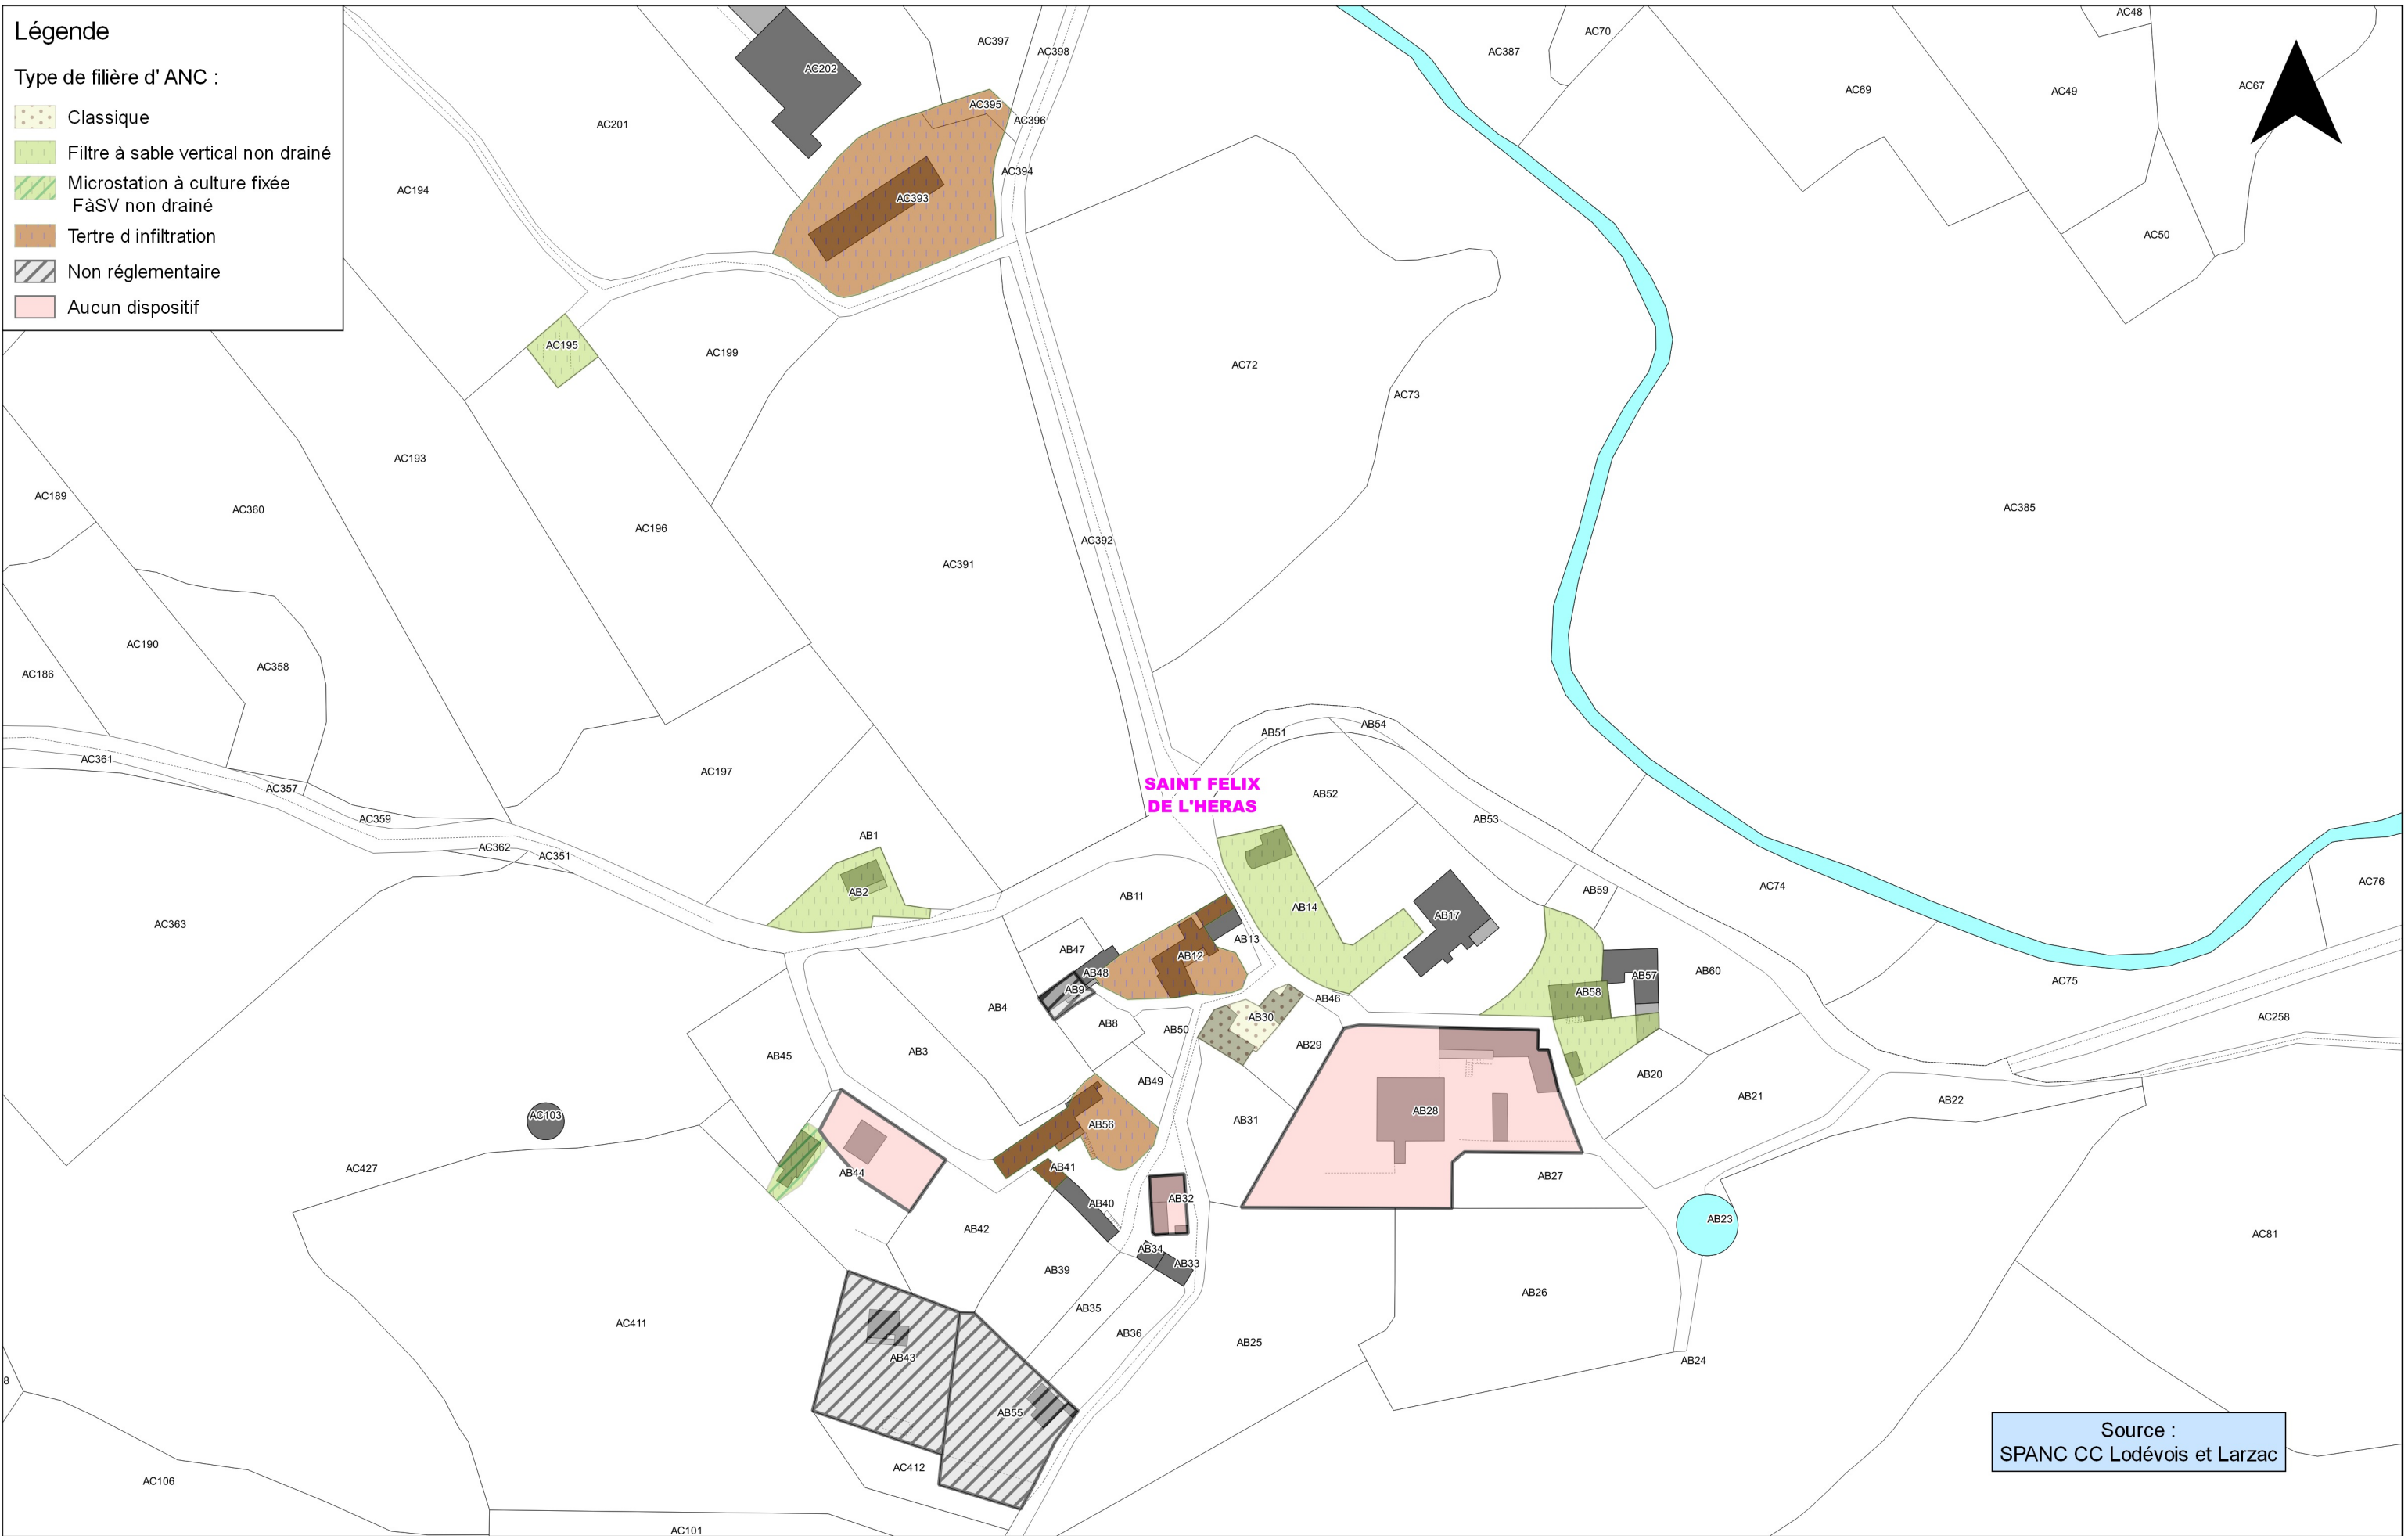 Légende
Type de filière d' ANC :
Classique
Filtre à sable vertical non drainé
Microstation à culture fixée
FàSV non drainé
Tertre d infiltration
Non réglementaire
Aucun dispositif
AC48
AC70
AC397
AC398
AC387
AC202
AC67
AC69
AC49
AC395
AC396
AC201
AC394
AC194
AC393
AC50
AC195
AC199
AC72
AC73
AC193
AC189
AC360
AC385
AC196
AC392
AC391
AC190
AC358
AC186
AB54
AB51
AC361
AC197
SAINT FELIX
DE L'HERAS
AC357
AB52
AC359
AB53
AB1
AC362
AC351
AC76
AC74
AB59
AB2
AB11
AB14
AB17
AC363
AB13
AB47
AB12
AB48
AB57
AB60
AC75
AB9
AB58
AB46
AB4
AB30
AC258
AB8
AB50
AB29
AB3
AB45
AB20
AB49
AB21
AB22
AC103
AB28
AB56
AB31
AC427
AB44
AB41
AB27
AB40
AB32
AB23
AB42
AC81
AB34
AB33
AB39
AB26
AB35
AC411
AB36
AB25
AB43
AB24
8
AB55
Source :
SPANC CC Lodévois et Larzac
AC412
AC106
AC101